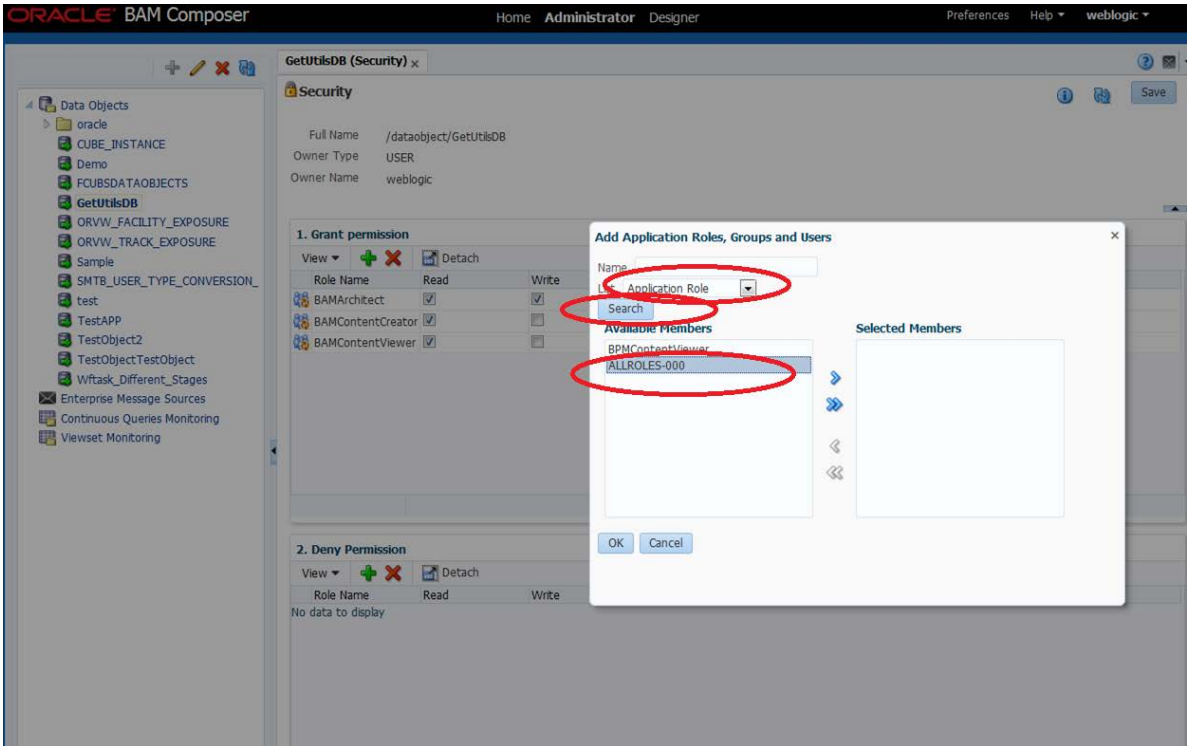 ORACLE BAM Composer
Home Administrator Designer
Preferences Help weblogic
Data Objects
oracle
CUBE_INSTANCE
Demo
FCUBSDATAOBJECTS
GetUtilsDB
ORVW_FACILITY_EXPOSURE
ORVW_TRACK_EXPOSURE
Sample
SMTB_USER_TYPE_CONVERSION_
test
TestAPP
TestObject2
TestObjectTestObject
Wftask_Different_Stages
Enterprise Message Sources
Continuous Queries Monitoring
Viewset Monitoring
GetUtilsDB (Security) x
Security
Save
Full Name /dataobject/GetUtilsDB
Owner Type USER
Owner Name weblogic
1. Grant permission
View Detach
Role Name Read Write
BAMArchitect
BAMContentCreator
BAMContentViewer
2. Deny Permission
View Detach
Role Name Read Write
No data to display
Add Application Roles, Groups and Users
Name
Application Role
Search
Available Members
Selected Members
BPMContentViewer
ALLROLES-000
OK Cancel